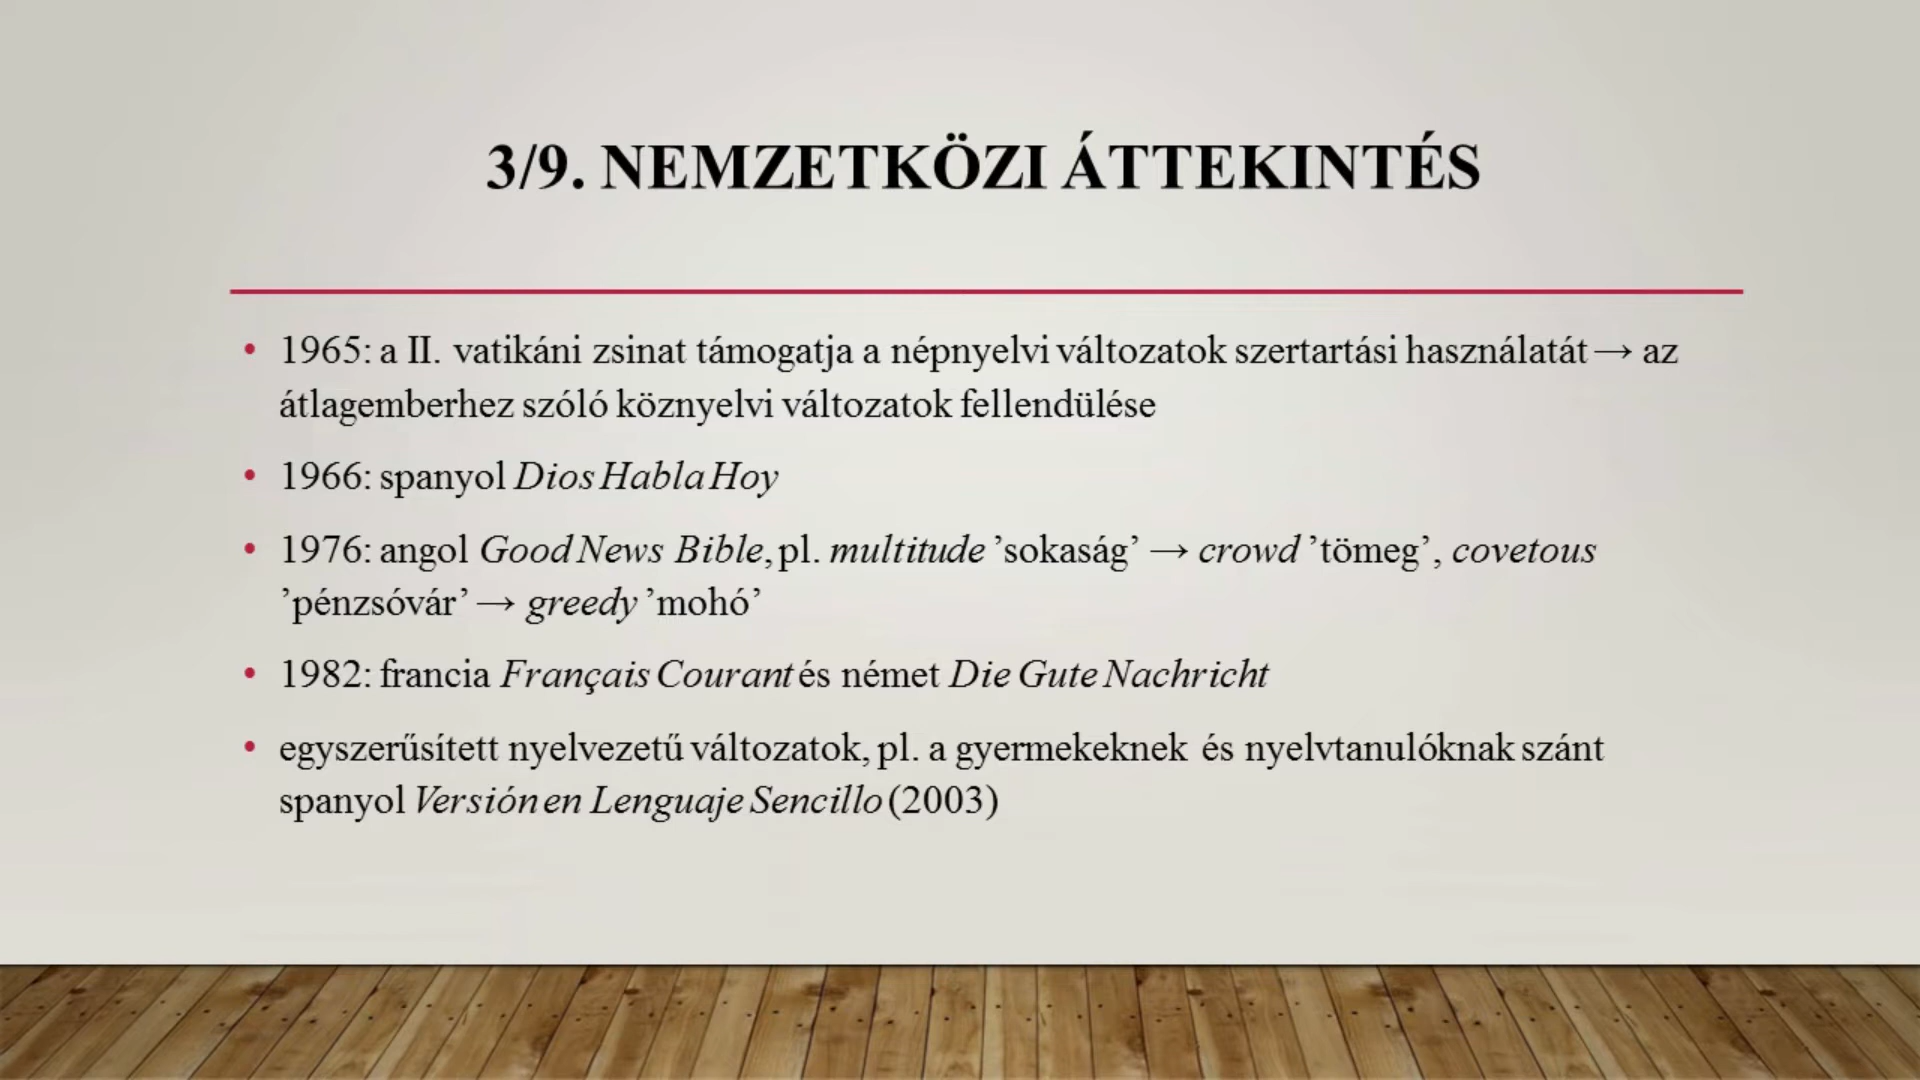 3/9. NEMZETKÖZI ÁTTEKINTÉS
• 1965: a II. vatikáni zsinat támogatja a népnyelvi változatok szertartási használatát → az
átlagemberhez szóló köznyelvi változatok fellendülése
• 1966: spanyol Dios Habla Hoy
• 1976: angol Good News Bible, pl. multitude ’sokaság’ → crowd ’tömeg’, covetous
’pénzsóvár’ → greedy ’mohó’
• 1982: francia Français Courant és német Die Gute Nachricht
• egyszerűsített nyelvezetű változatok, pl. a gyermekeknek és nyelvtanulóknak szánt
spanyol Versión en Lenguaje Sencillo (2003)